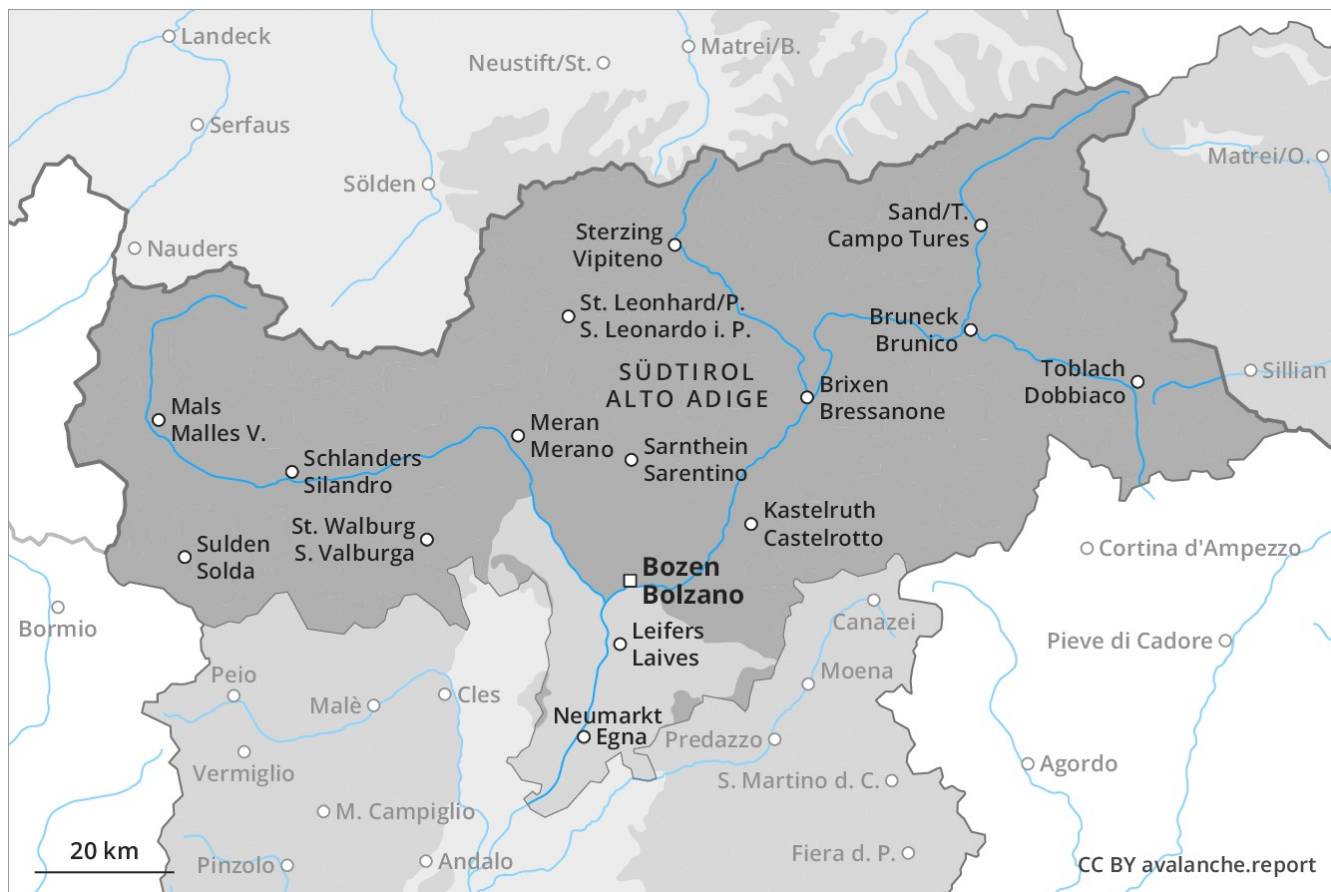 Landeck
Matrei/B.
Neustift/St.
Serfaus
Matrei/O.
Sölden
Sand/T.
Campo Tures
Sterzing
Vipiteno
Nauders
St. Leonhard/P.
S. Leonardo i. P.
Bruneck
Brunico
SÜDTIROL
ALTO ADIGE
Toblach
Dobbiaco
Sillian
Brixen
Bressanone
Mals
Malles V.
Meran
Merano
Sarnthein
Sarentino
Schlanders
Silandro
Kastelruth
Castelrotto
St. Walburg
S. Valburga
Sulden
Solda
Cortina d'Ampezzo
Bozen
Bolzano
Bormio
Canazei
Leifers
Laives
Pieve di Cadore
Peio
Moena
Malè
Cles
Neumarkt
Egna
Predazzo
Vermiglio
Agordo
S. Martino d. C.
M. Campiglio
20 km
Pinzolo
Andalo
Fiera d. P.
CC BY avalanche.report